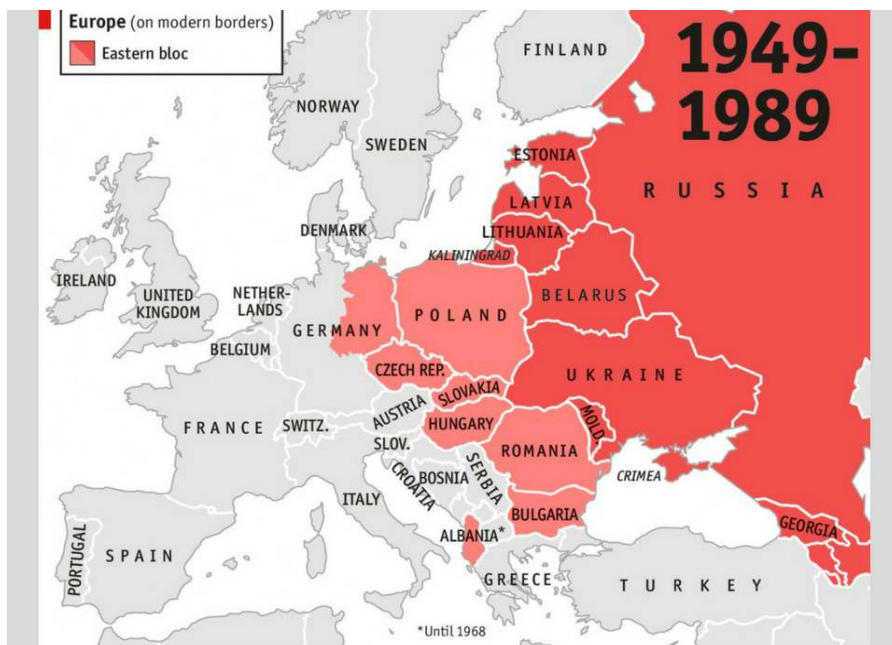 Europe (on modern borders)
Eastern bloc
1949–
1989
FINLAND
NORWAY
SWEDEN
ESTONIA
RUSSIA
LATVIA
LITHUANIA
DENMARK
KALININGRAD
IRELAND
UNITED
KINGDOM
NETHER-
LANDS
BELARUS
POLAND
GERMANY
BELGIUM
CZECH REP.
UKRAINE
SLOVAKIA
AUSTRIA
FRANCE
SWITZ.
HUNGARY
MOLD.
SLOV.
ROMANIA
CROATIA
BOSNIA
SERBIA
CRIMEA
ITALY
BULGARIA
GEORGIA
ALBANIA*
PORTUGAL
SPAIN
GREECE
TURKEY
*Until 1968